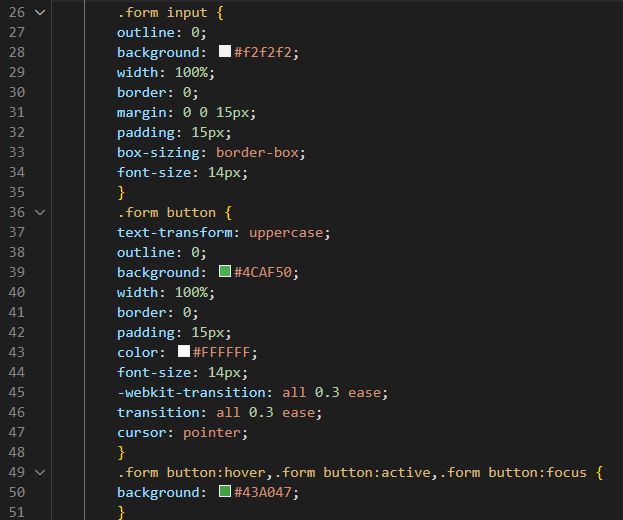 26 .form input {
27 outline: 0;
28 background: #f2f2f2;
29 width: 100%;
30 border: 0;
31 margin: 0 0 15px;
32 padding: 15px;
33 box-sizing: border-box;
34 font-size: 14px;
35 }
36 .form button {
37 text-transform: uppercase;
38 outline: 0;
39 background: #4CAF50;
40 width: 100%;
41 border: 0;
42 padding: 15px;
43 color: #FFFFFF;
44 font-size: 14px;
45 -webkit-transition: all 0.3 ease;
46 transition: all 0.3 ease;
47 cursor: pointer;
48 }
49 .form button:hover,.form button:active,.form button:focus {
50 background: #43A047;
51 }